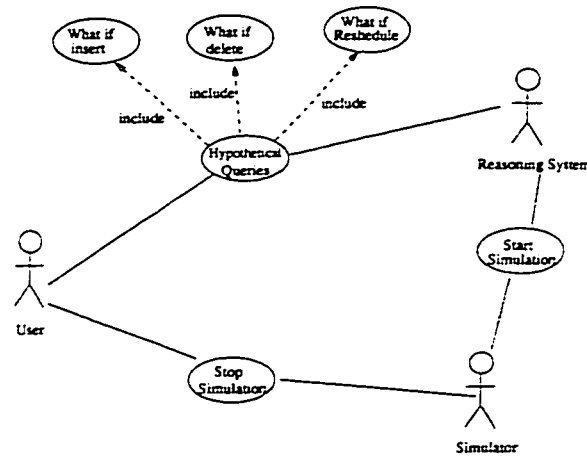 What if
insert
What if
delete
What if
Reshedule
include
include
include
Hypothetical
Queries
Reasoning System
Start
Simulation
User
Stop
Simulation
Simulator